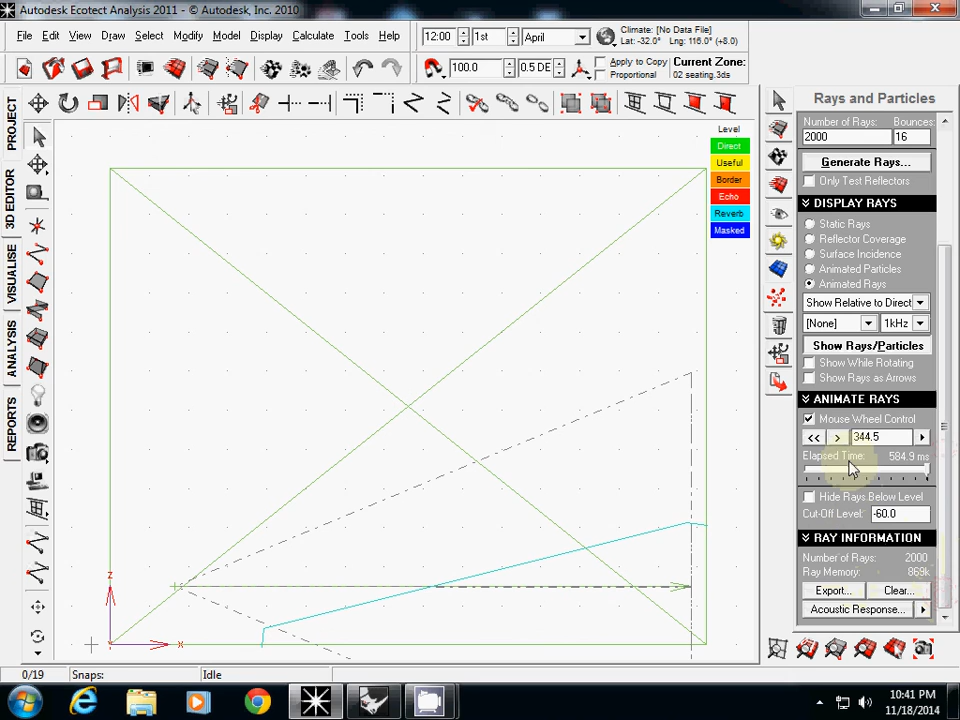 Autodesk Ecotect Analysis 2011 - © Autodesk, Inc. 2010
File Edit View Draw Select Modify Model Display Calculate Tools Help
12:00 1st April
Climate: [No Data File]
Lat: -32.0° Lng: 116.0° (+8.0)
100.0 0.5 DE
Apply to Copy
Proportional
Current Zone:
02 seating.3ds
PROJECT
3D EDITOR
VISUALISE
ANALYSIS
REPORTS
Level
Direct
Useful
Border
Echo
Reverb
Masked
z
x
Rays and Particles
Number of Rays: Bounces:
2000 16
Generate Rays...
Only Test Reflectors
DISPLAY RAYS
Static Rays
Reflector Coverage
Surface Incidence
Animated Particles
Animated Rays
Show Relative to Direct
[None] 1kHz
Show Rays/Particles
Show While Rotating
Show Rays as Arrows
ANIMATE RAYS
Mouse Wheel Control
<< > 344.5
Elapsed Time: 584.9 ms
Hide Rays Below Level
Cut-Off Level: -60.0
RAY INFORMATION
Number of Rays: 2000
Ray Memory: 869k
Export... Clear...
Acoustic Response...
0/19 Snaps: Idle
10:41 PM
11/18/2014